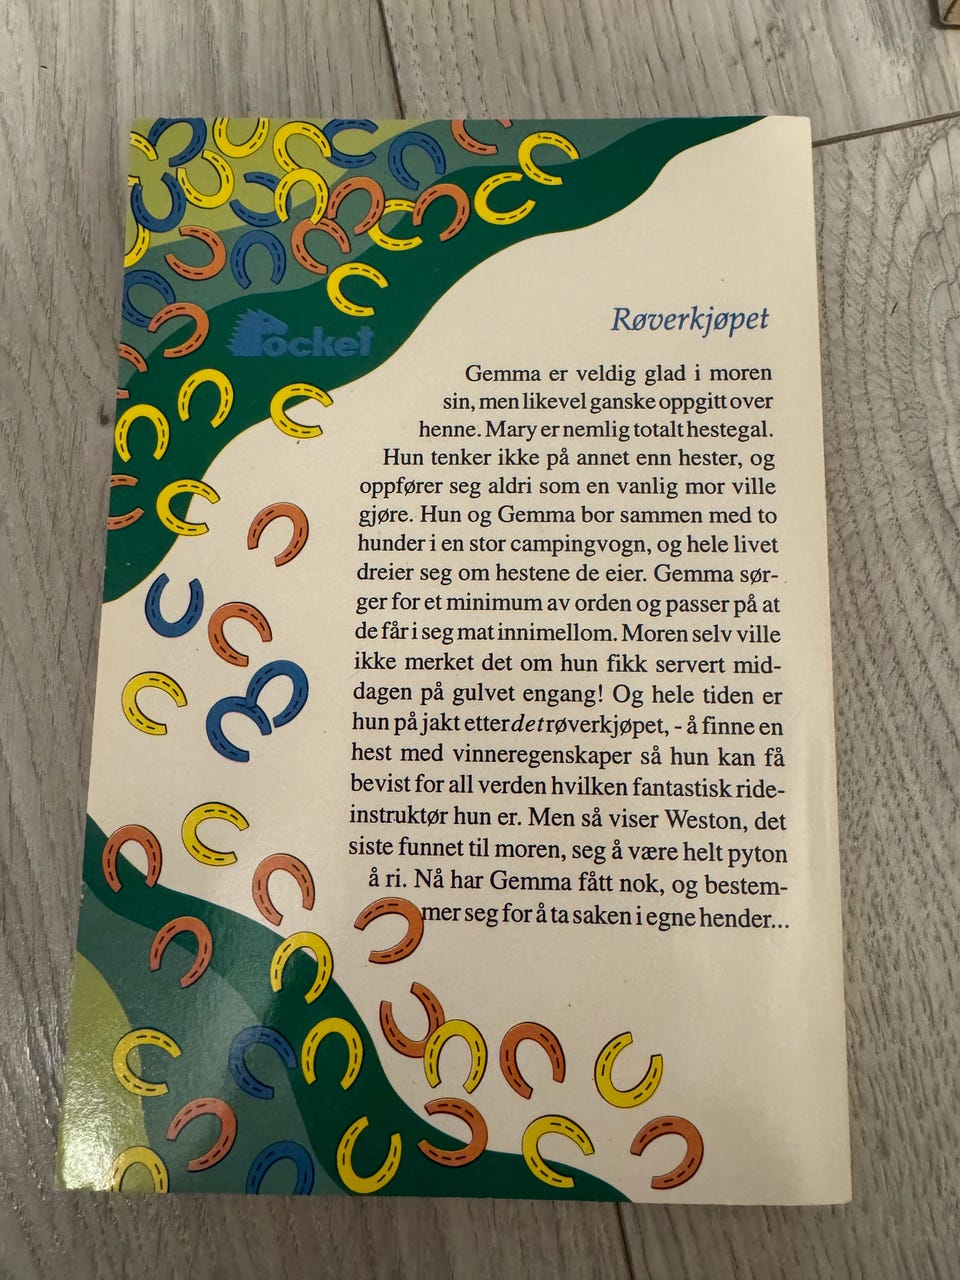 Røverkjøpet
Pocket
Gemma er veldig glad i moren
sin, men likevel ganske oppgitt over
henne. Mary er nemlig totalt hestegal.
Hun tenker ikke på annet enn hester, og
oppfører seg aldri som en vanlig mor ville
gjøre. Hun og Gemma bor sammen med to
hunder i en stor campingvogn, og hele livet
dreier seg om hestene de eier. Gemma sør-
ger for et minimum av orden og passer på at
de får i seg mat innimellom. Moren selv ville
ikke merket det om hun fikk servert mid-
dagen på gulvet engang! Og hele tiden er
hun på jakt etter det røverkjøpet, - å finne en
hest med vinneregenskaper så hun kan få
bevist for all verden hvilken fantastisk ride-
instruktør hun er. Men så viser Weston, det
siste funnet til moren, seg å være helt pyton
å ri. Nå har Gemma fått nok, og bestem-
mer seg for å ta saken i egne hender...